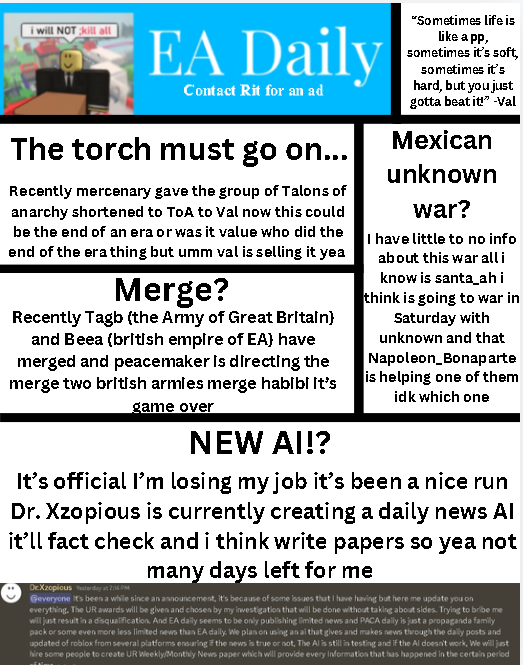 i will NOT ;kill all
EA Daily
Contact Rit for an ad
“Sometimes life is
like a pp,
sometimes it’s soft,
sometimes it’s
hard, but you just
gotta beat it!” -Val
The torch must go on...
Recently mercenary gave the group of Talons of
anarchy shortened to ToA to Val now this could
be the end of an era or was it value who did the
end of the era thing but umm val is selling it yea
Mexican
unknown
war?
I have little to no info
about this war all i
know is santa_ah i
think is going to war in
Saturday with
unknown and that
Napoleon_Bonaparte
is helping one of them
idk which one
Merge?
Recently Tagb (the Army of Great Britain)
and Beea (british empire of EA) have
merged and peacemaker is directing the
merge two british armies merge habibi it’s
game over
NEW AI!?
It’s official I’m losing my job it’s been a nice run
Dr. Xzopious is currently creating a daily news AI
it’ll fact check and i think write papers so yea not
many days left for me
Dr.Xzopious Yesterday at 7:14 PM
@everyone It's been a while since an announcement, it's because of some issues that I have having but here me update you on
everything, The UR awards will be given and chosen by my investigation that will be done without taking about sides. Trying to bribe me
will just result in a disqualification. And EA daily seems to be only publishing limited news and PACA daily is just a propaganda family
pack or some even more less limited news than EA daily. We plan on using an ai that gives and makes news through the daily posts and
updated of roblox from several platforms ensuring if the news is true or not, The AI is still in testing and if the AI doesn't work, We will just
hire some people to create UR Weekly/Monthly News paper which will provide every information that has happened in the certain period
of time